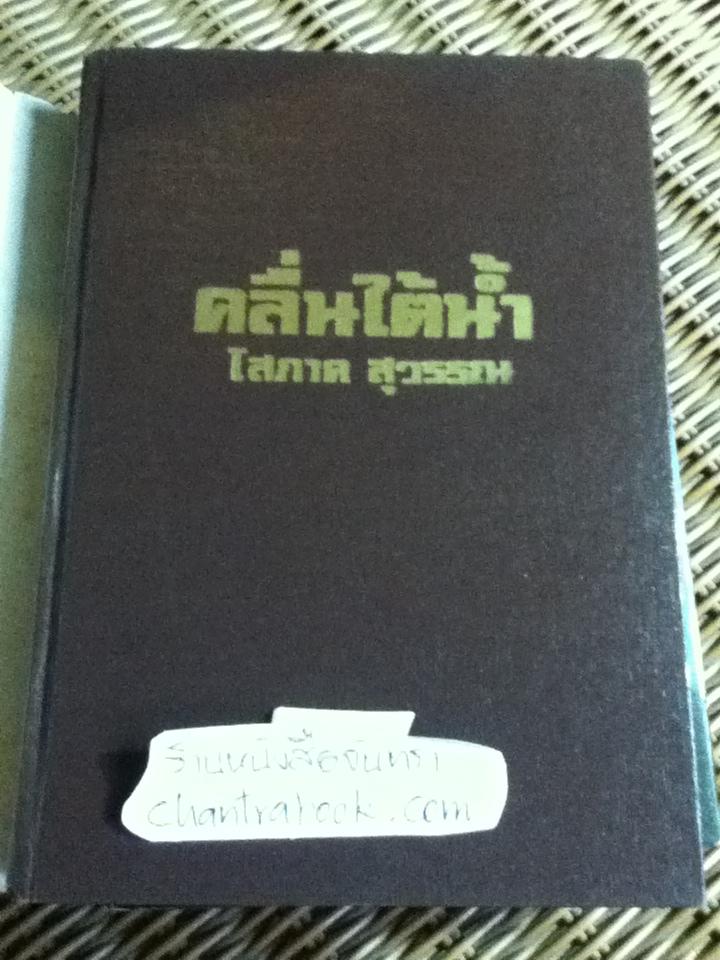 คลื่นใต้น้ำ
โสภาค สุวรรณ
ร้านหนังสือจันทรา
chantrabook.com